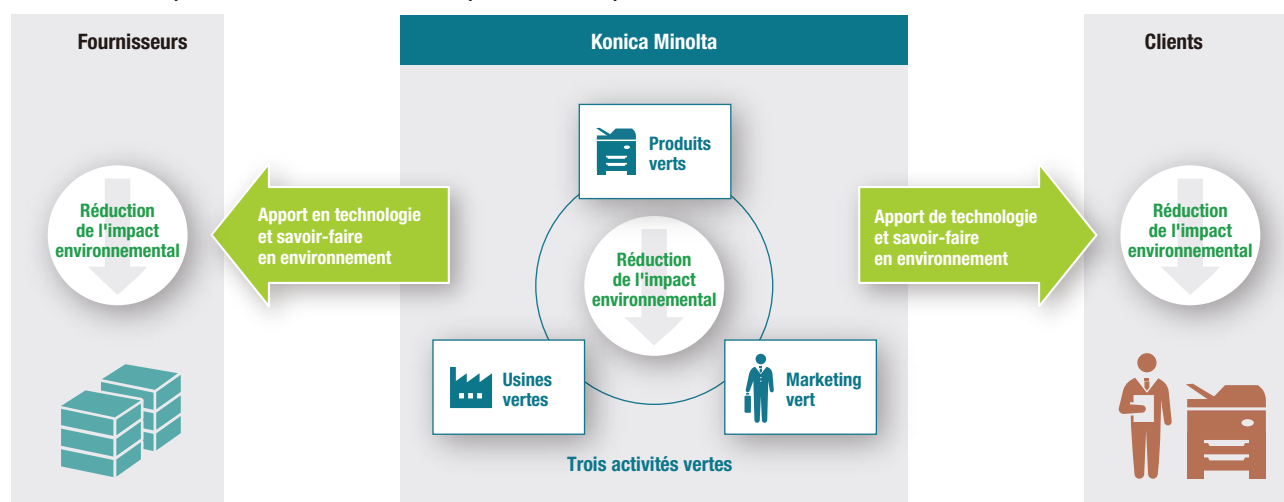 Fournisseurs
Konica Minolta
Clients
Produits
verts
Réduction
de l'impact
environnemental
Apport en technologie
et savoir-faire
en environnement
Réduction
de l'impact
environnemental
Apport de technologie
et savoir-faire
en environnement
Réduction
de l'impact
environnemental
Usines
vertes
Marketing
vert
Trois activités vertes